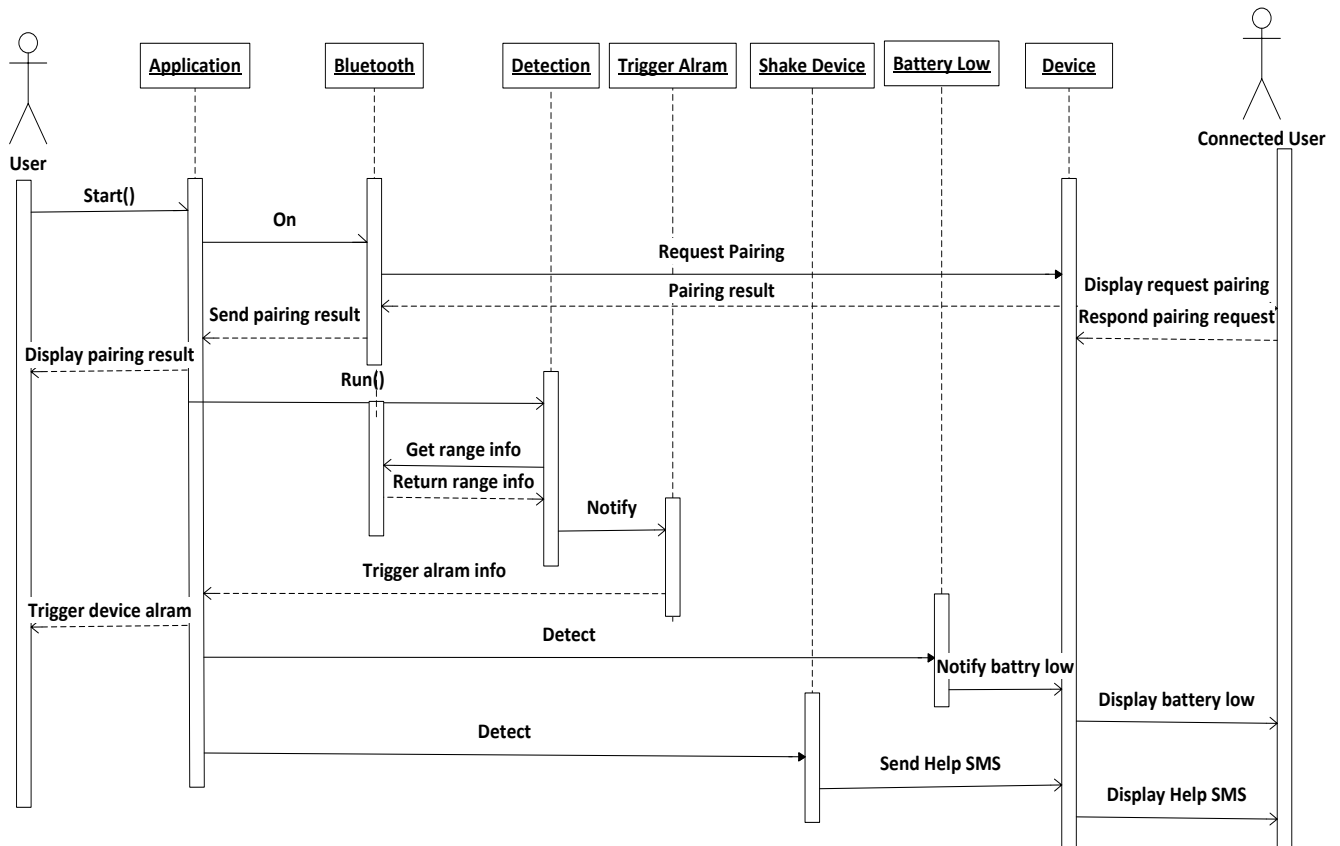 Application
Bluetooth
Detection
Trigger Alram
Shake Device
Battery Low
Device
User
Connected User
Start()
On
Request Pairing
Display request pairing
Pairing result
Send pairing result
Respond pairing request
Display pairing result
Run()
Get range info
Return range info
Notify
Trigger alram info
Trigger device alram
Detect
Notify battry low
Display battery low
Detect
Send Help SMS
Display Help SMS